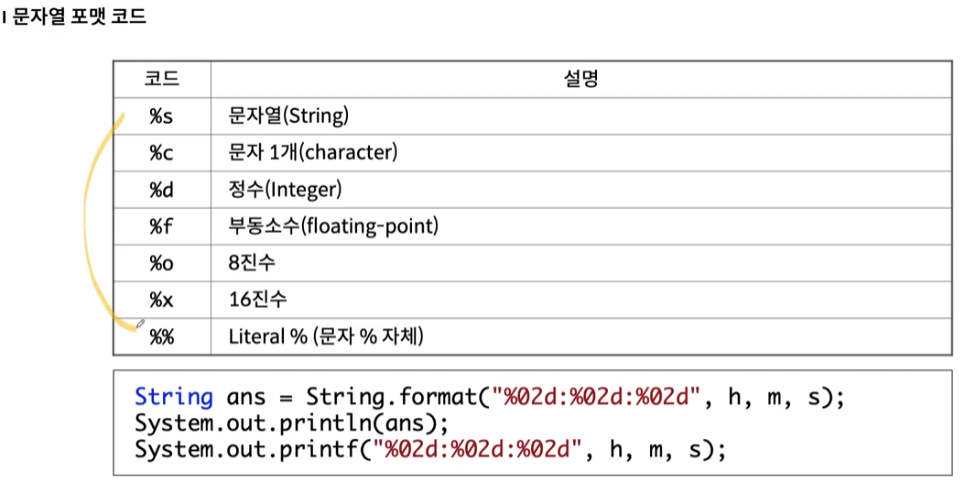 I 문자열 포맷 코드
코드 설명
%s 문자열(String)
%c 문자 1개(character)
%d 정수(Integer)
%f 부동소수(floating-point)
%o 8진수
%x 16진수
%% Literal % (문자 % 자체)
String ans = String.format("%02d:%02d:%02d", h, m, s);
System.out.println(ans);
System.out.printf("%02d:%02d:%02d", h, m, s);